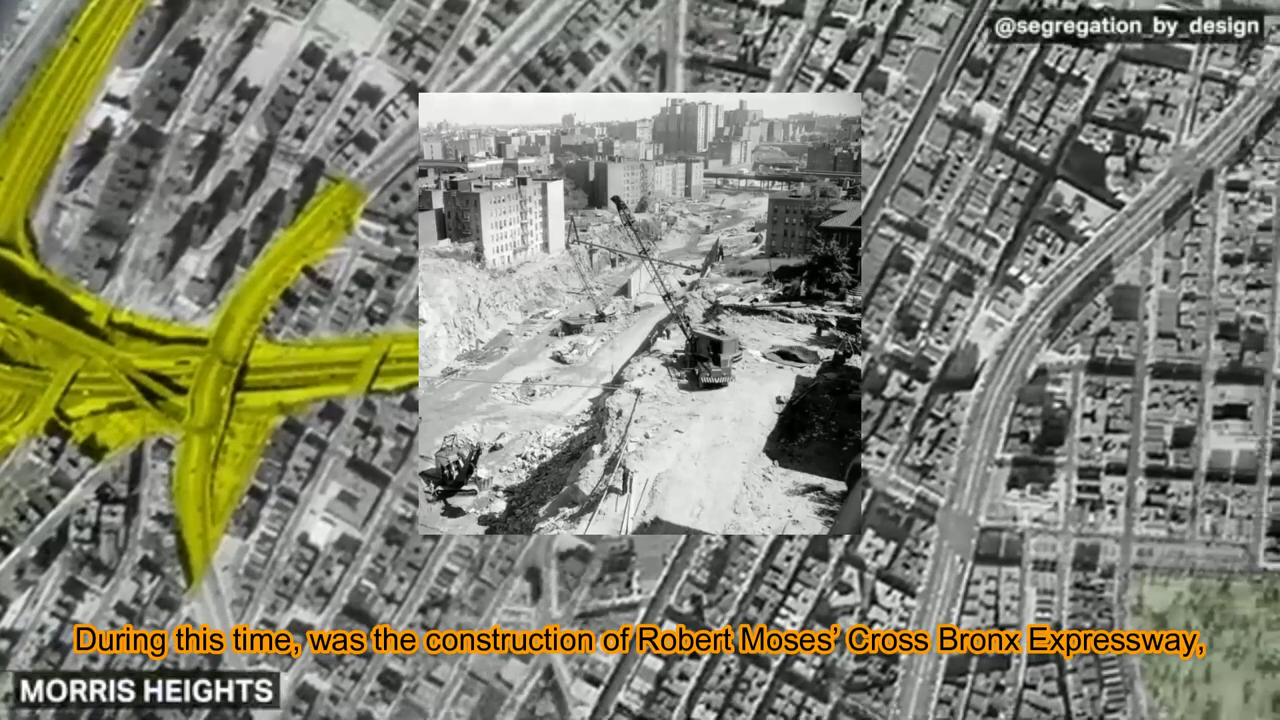 @segregation_by_design
During this time, was the construction of Robert Moses’ Cross Bronx Expressway,
MORRIS HEIGHTS